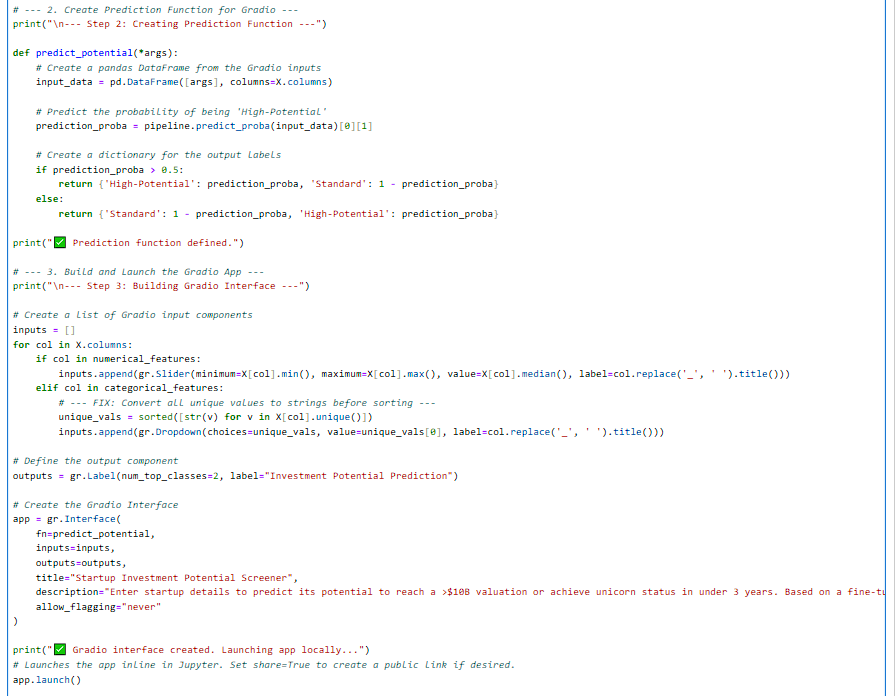 # --- 2. Create Prediction Function for Gradio ---
print("\n--- Step 2: Creating Prediction Function ---")
def predict_potential(*args):
# Create a pandas DataFrame from the Gradio inputs
input_data = pd.DataFrame([args], columns=X.columns)
# Predict the probability of being 'High-Potential'
prediction_proba = pipeline.predict_proba(input_data)[0][1]
# Create a dictionary for the output labels
if prediction_proba > 0.5:
return {'High-Potential': prediction_proba, 'Standard': 1 - prediction_proba}
else:
return {'Standard': 1 - prediction_proba, 'High-Potential': prediction_proba}
print("✅ Prediction function defined.")
# --- 3. Build and Launch the Gradio App ---
print("\n--- Step 3: Building Gradio Interface ---")
# Create a list of Gradio input components
inputs = []
for col in X.columns:
if col in numerical_features:
inputs.append(gr.Slider(minimum=X[col].min(), maximum=X[col].max(), value=X[col].median(), label=col.replace('_', ' ').title()))
elif col in categorical_features:
# --- FIX: Convert all unique values to strings before sorting ---
unique_vals = sorted([str(v) for v in X[col].unique()])
inputs.append(gr.Dropdown(choices=unique_vals, value=unique_vals[0], label=col.replace('_', ' ').title()))
# Define the output component
outputs = gr.Label(num_top_classes=2, label="Investment Potential Prediction")
# Create the Gradio Interface
app = gr.Interface(
fn=predict_potential,
inputs=inputs,
outputs=outputs,
title="Startup Investment Potential Screener",
description="Enter startup details to predict its potential to reach a >$10B valuation or achieve unicorn status in under 3 years. Based on a fine-tu
allow_flagging="never"
)
print("✅ Gradio interface created. Launching app locally...")
# Launches the app inline in Jupyter. Set share=True to create a public link if desired.
app.launch()